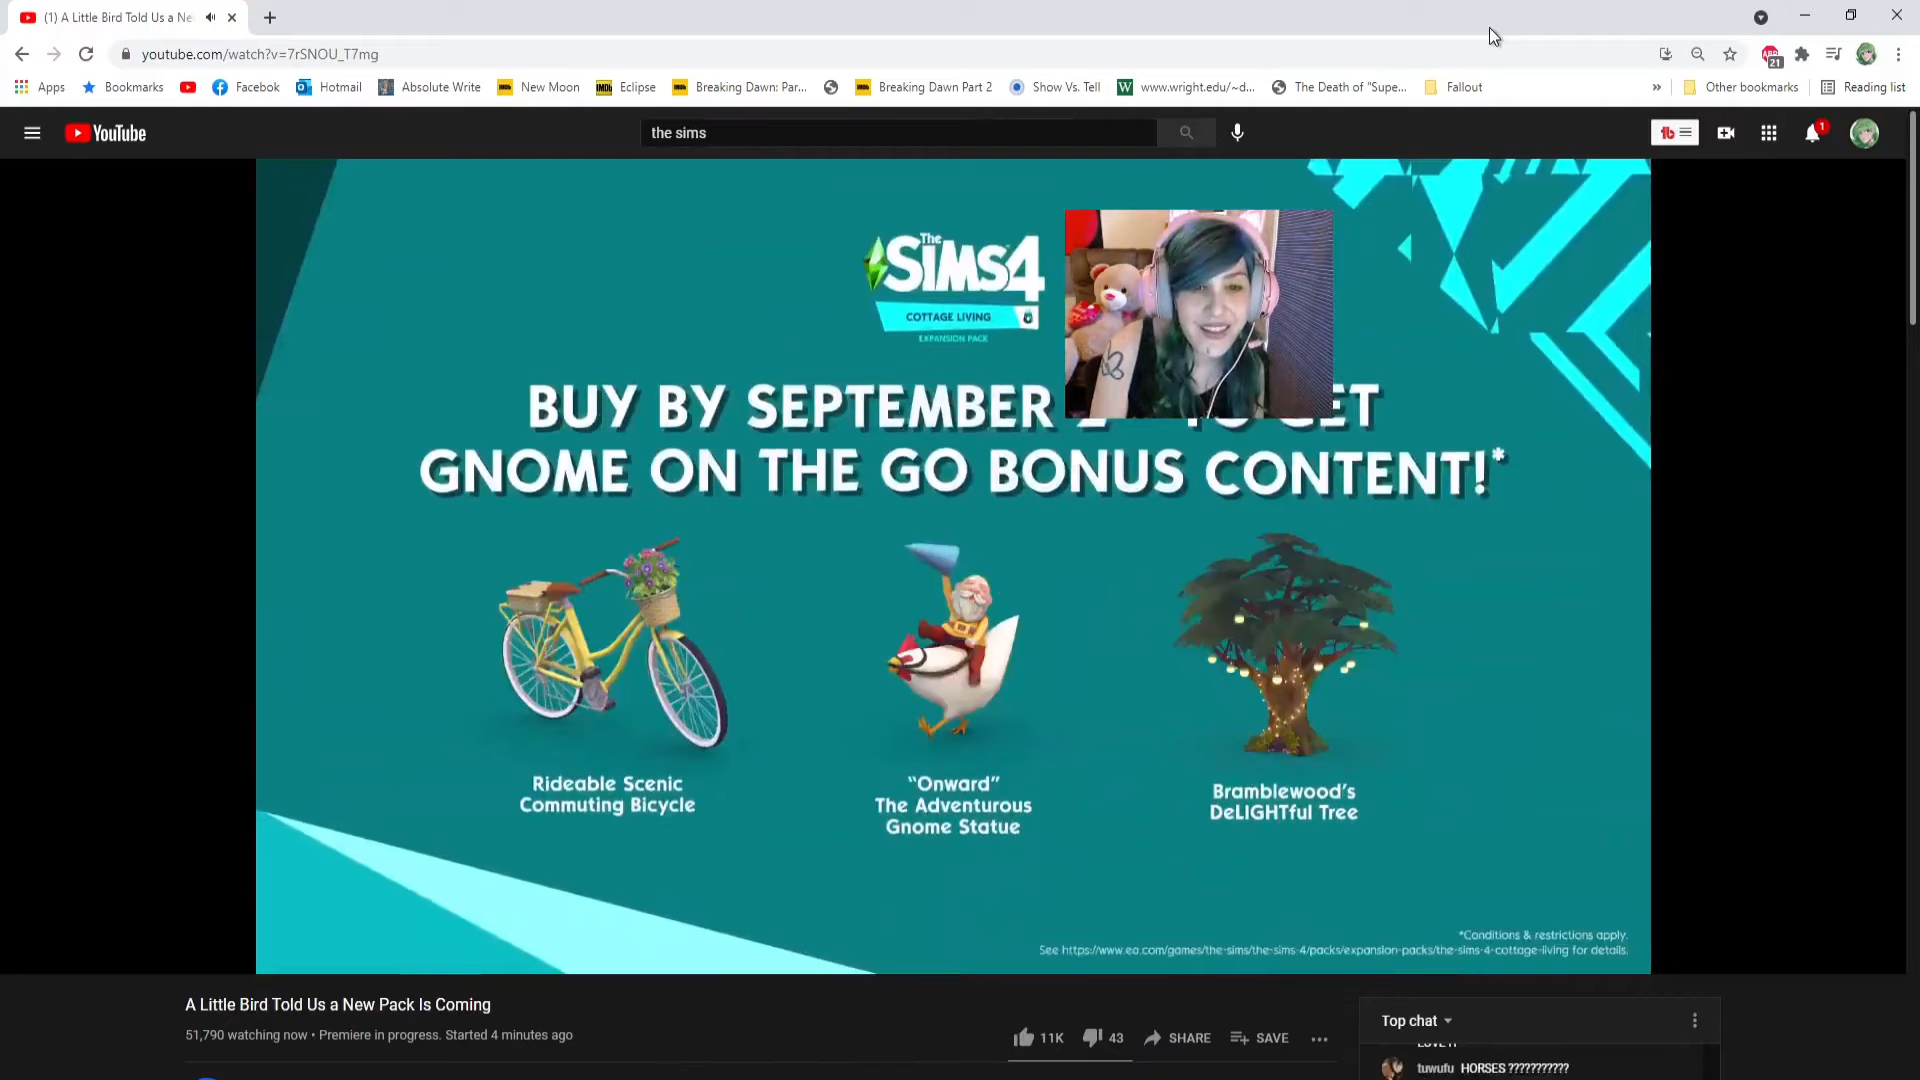 (1) A Little Bird Told Us a Ne
youtube.com/watch?v=7rSNOU_T7mg
21
Apps
Bookmarks
Facebok
Hotmail
Absolute Write
New Moon
Eclipse
Breaking Dawn: Par...
Breaking Dawn Part 2
Show Vs. Tell
www.wright.edu/~d...
The Death of "Supe...
Fallout
»
Other bookmarks
Reading list
YouTube
the sims
1
The
SIMS 4
COTTAGE LIVING
EXPANSION PACK
BUY BY SEPTEMBER
GNOME ON THE GO BONUS CONTENT!*
Rideable Scenic
Commuting Bicycle
"Onward"
The Adventurous
Gnome Statue
Bramblewood's
DeLIGHTful Tree
*Conditions & restrictions apply.
See https://www.ea.com/games/the-sims/the-sims-4/packs/expansion-packs/the-sims-4-cottage-living for details.
A Little Bird Told Us a New Pack Is Coming
51,790 watching now • Premiere in progress. Started 4 minutes ago
11K
43
SHARE
SAVE
Top chat
LOVE IT
tuwufu HORSES ???????????